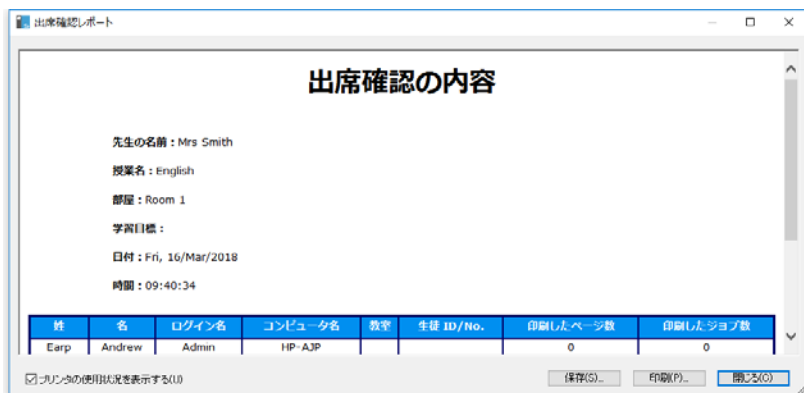 出席確認レポート
出席確認の内容
先生の名前：Mrs Smith
授業名：English
部屋：Room 1
学習目標：
日付：Fri, 16/Mar/2018
時間：09:40:34
姓 名 ログイン名 コンピュータ名 教室 生徒 ID/No. 印刷したページ数 印刷したジョブ数
Earp Andrew Admin HP-AJP 0 0
プリンタの使用状況を表示する(U) 保存(S)... 印刷(P)... 閉じる(C)